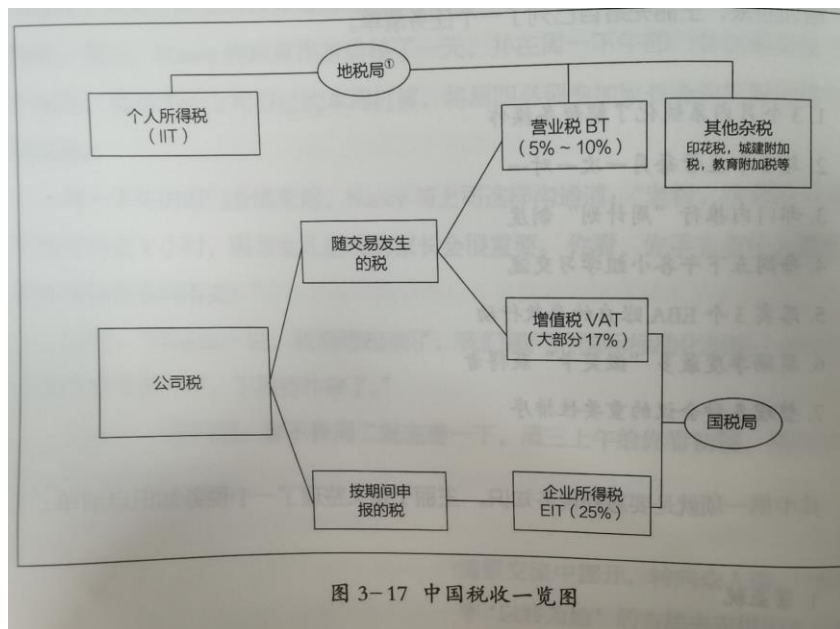 地税局①
个人所得税
（IIT）
营业税 BT
（5%～10%）
其他杂税
印花税，城建附加
税，教育附加税等
随交易发生
的税
增值税 VAT
（大部分 17%）
公司税
国税局
按期间申
报的税
企业所得税
EIT（25%）
图 3-17 中国税收一览图